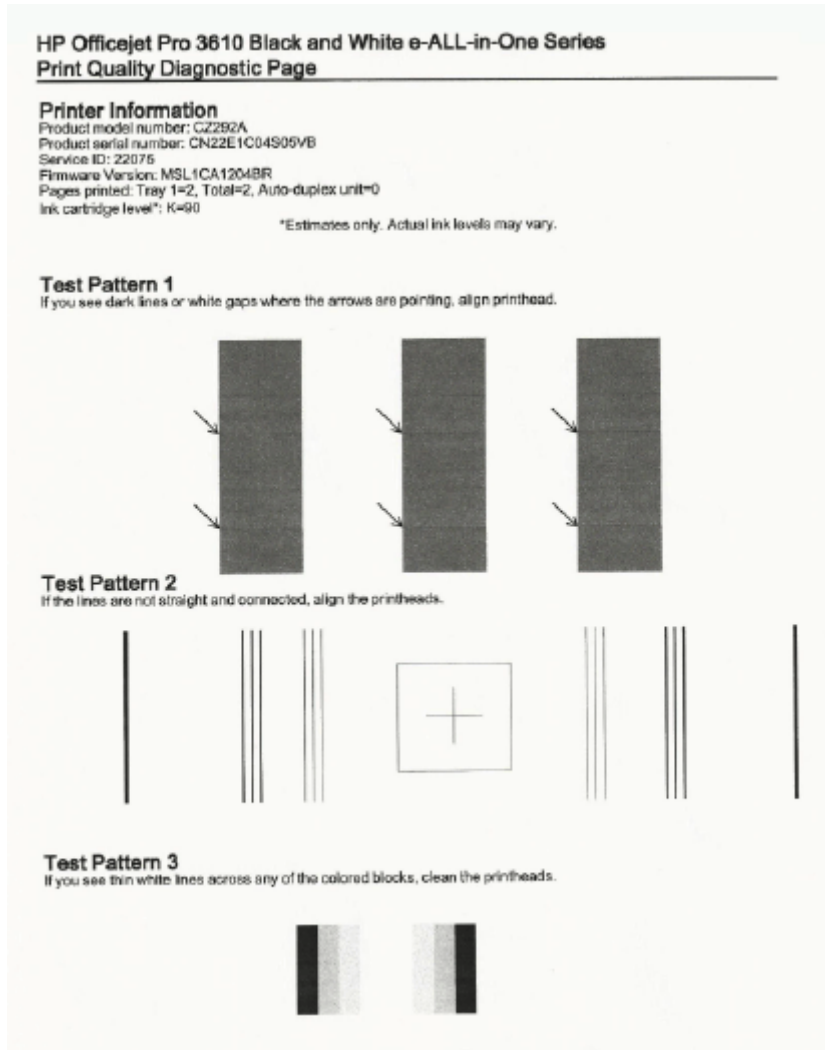 HP Officejet Pro 3610 Black and White e-ALL-in-One Series
Print Quality Diagnostic Page
Printer Information
Product model number: CZ292A
Product serial number: CN22E1C04S05VB
Service ID: 22075
Firmware Version: MSL1CA1204BR
Pages printed: Tray 1=2, Total=2, Auto-duplex unit=0
Ink cartridge level*: K=90
*Estimates only. Actual ink levels may vary.
Test Pattern 1
If you see dark lines or white gaps where the arrows are pointing, align printhead.
Test Pattern 2
If the lines are not straight and connected, align the printheads.
Test Pattern 3
If you see thin white lines across any of the colored blocks, clean the printheads.